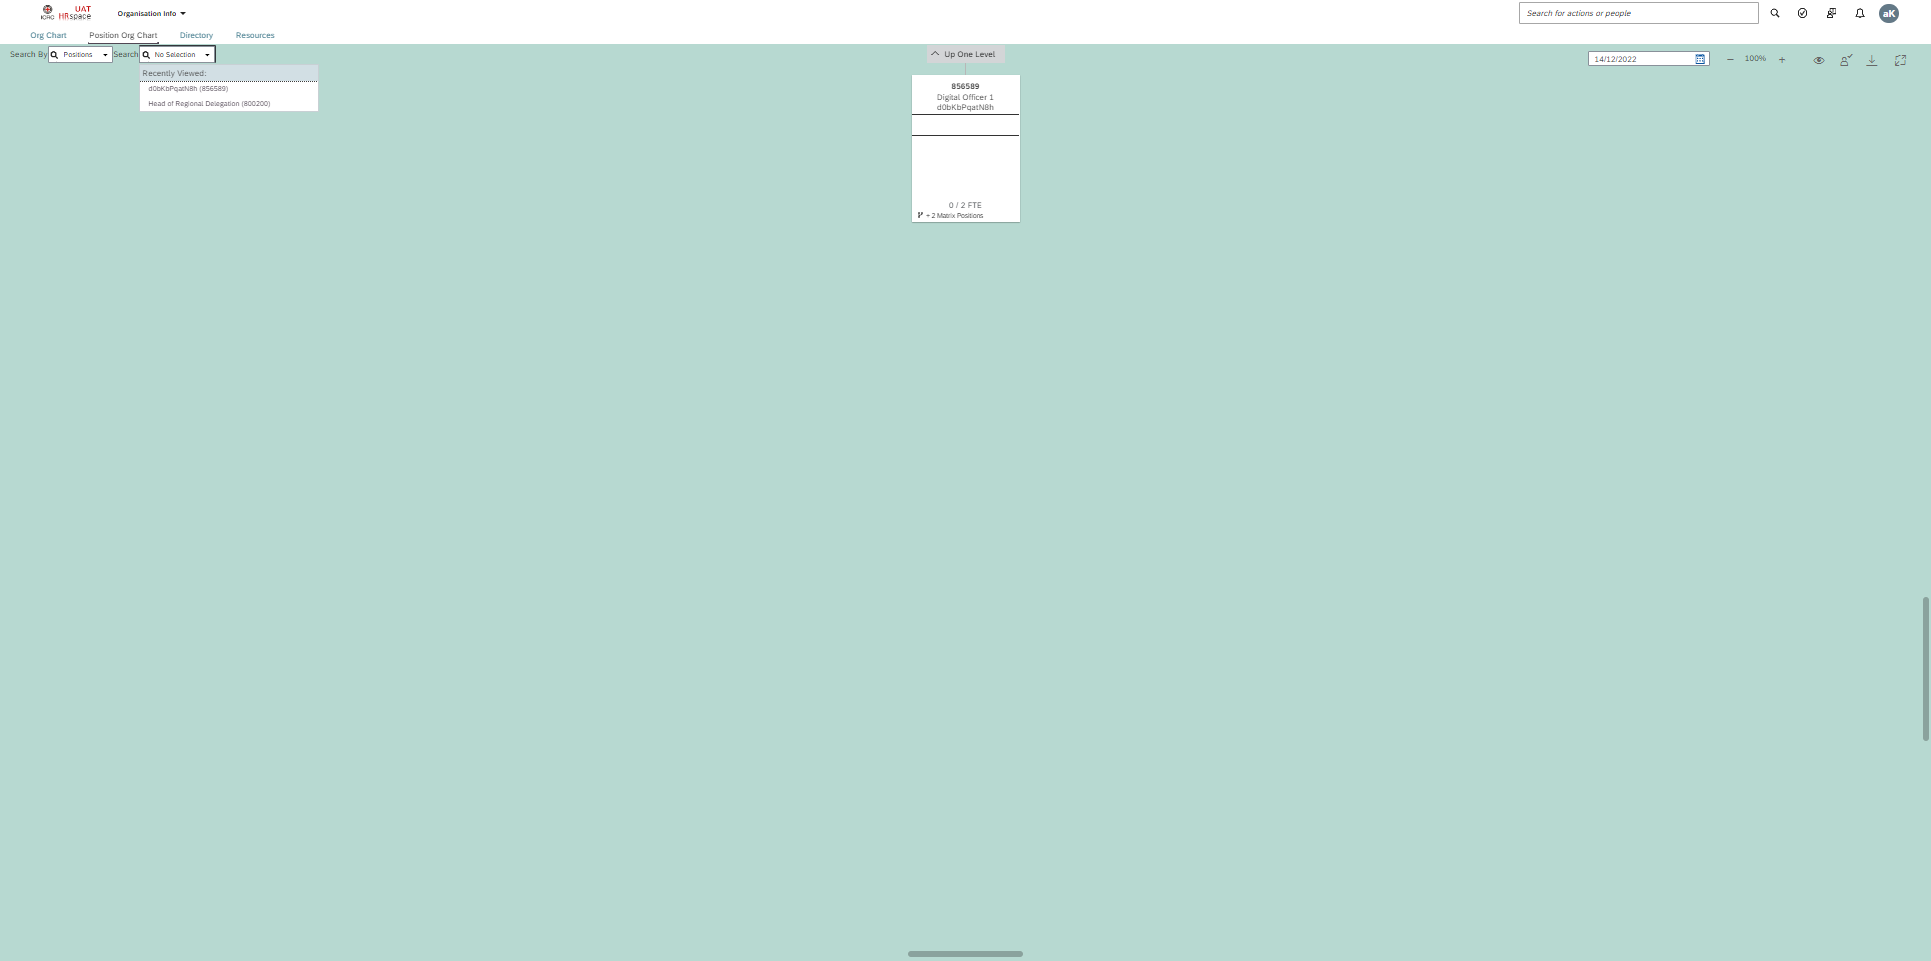 ICRC
UAT
HRspace
Organisation Info
Search for actions or people
aK
Org Chart
Position Org Chart
Directory
Resources
Search By
Positions
Search
No Selection
Recently Viewed:
d0bKbPqatN8h (856589)
Head of Regional Delegation (800200)
Up One Level
14/12/2022
100%
856589
Digital Officer 1
d0bKbPqatN8h
0 / 2 FTE
+ 2 Matrix Positions